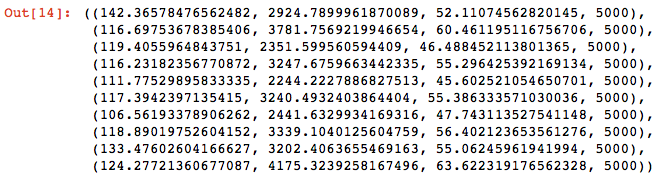 Out[14]: ((142.36578476562482, 2924.7899961870089, 52.11074562820145, 5000),
(116.69753678385406, 3781.7569219946654, 60.461195116756706, 5000),
(119.4055964843751, 2351.599560594409, 46.488452113801365, 5000),
(116.23182356770872, 3247.6759663442335, 55.296425392169134, 5000),
(111.77529895833335, 2244.2227886827513, 45.602521054650701, 5000),
(117.3942397135415, 3240.4932403864404, 55.386333571030036, 5000),
(106.56193378906262, 2441.6329934169316, 47.743113527541148, 5000),
(118.89019752604152, 3339.1040125604759, 56.402123653561276, 5000),
(133.47602604166627, 3202.4063655469163, 55.06245961941994, 5000),
(124.27721360677087, 4175.3239258167496, 63.622319176562328, 5000))